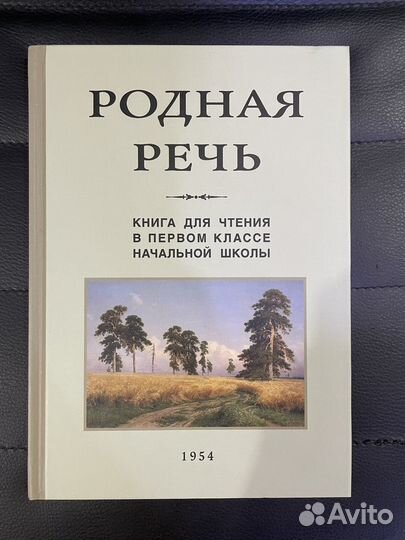 РОДНАЯ
РЕЧЬ
КНИГА ДЛЯ ЧТЕНИЯ
В ПЕРВОМ КЛАССЕ
НАЧАЛЬНОЙ ШКОЛЫ
1954
Avito